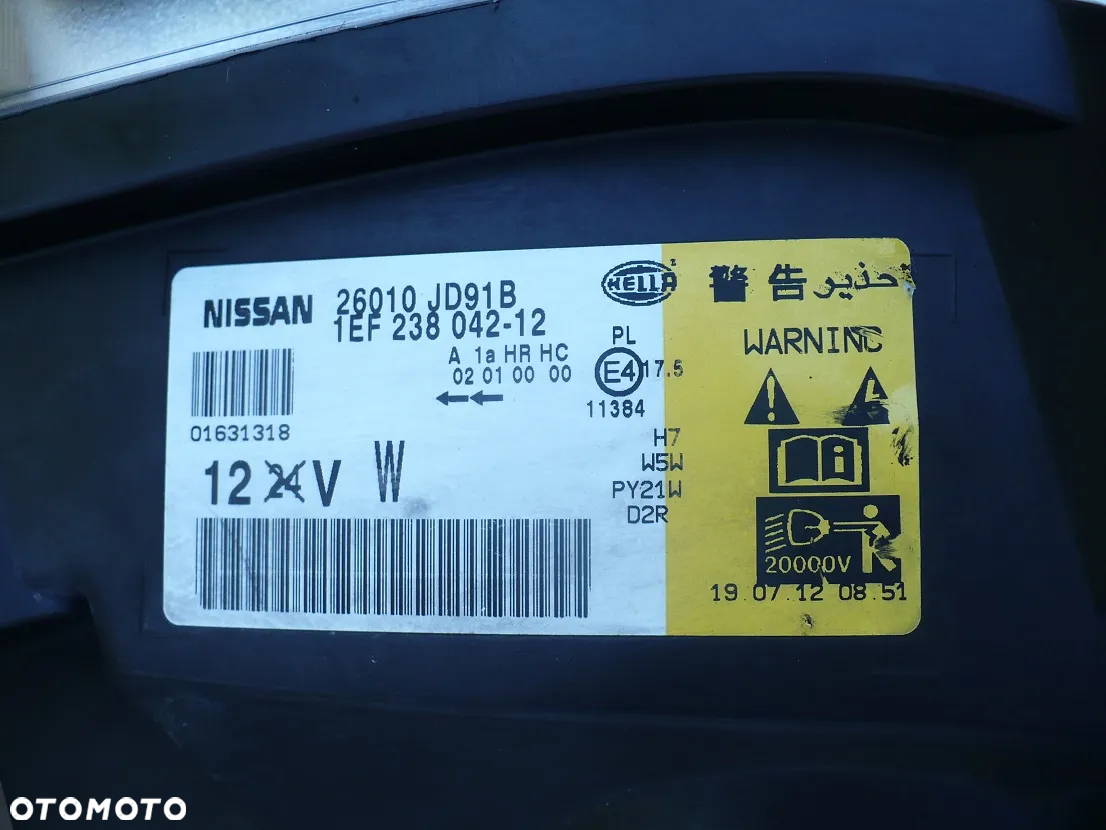 NISSAN 26010 JD91B
1EF 238 042-12
HELLA
警告 تحذير
A 1a HR HC
02 01 00 00
PL
E4 17.5
11384
WARNING
01631318
12 24 V W
H7
W5W
PY21W
D2R
20000V
19.07.12 08.51
OTOMOTO